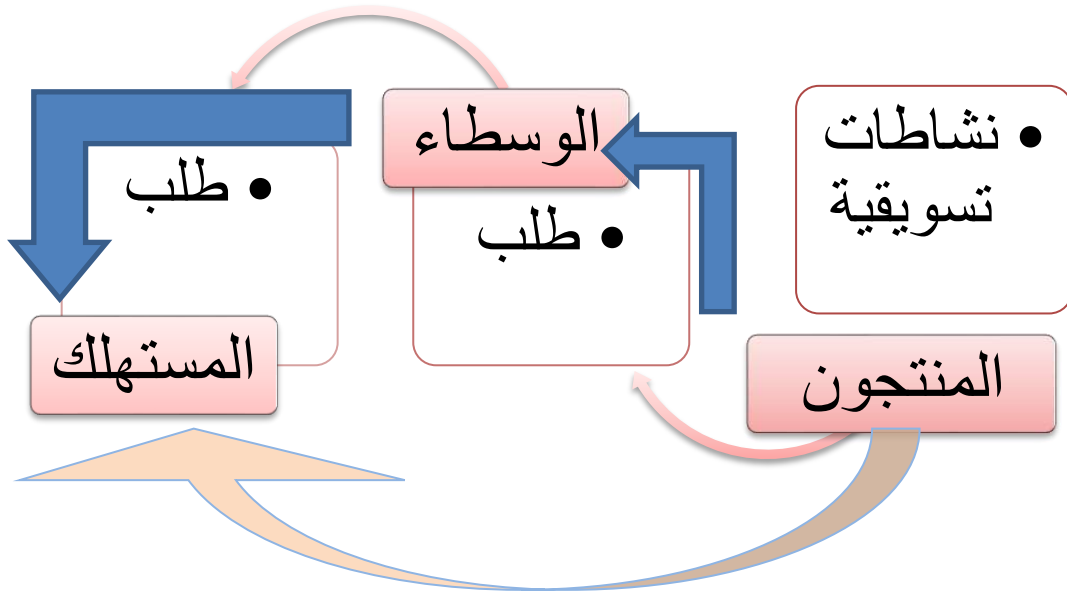 • نشاطات
تسويقية
المنتجون
الوسطاء
• طلب
• طلب
المستهلك